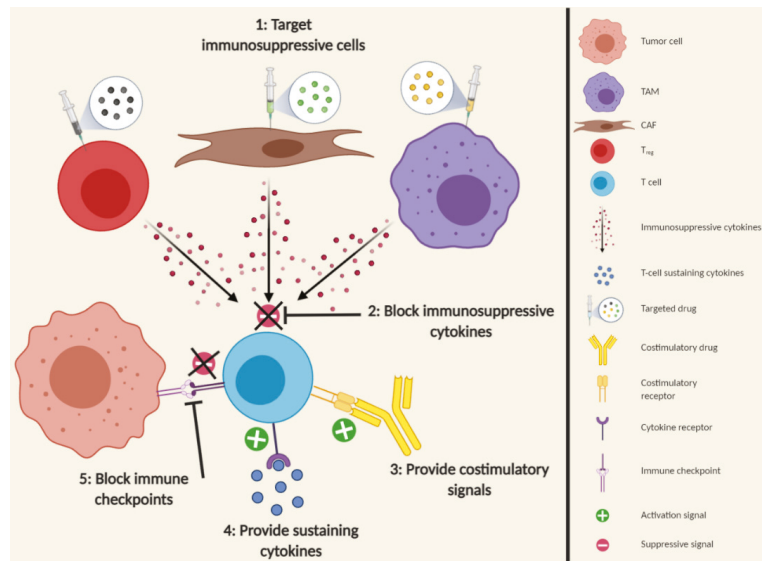 1: Target
immunosuppressive cells
2: Block immunosuppressive
cytokines
3: Provide costimulatory
signals
4: Provide sustaining
cytokines
5: Block immune
checkpoints
Tumor cell
TAM
CAF
Treg
T cell
Immunosuppressive cytokines
T-cell sustaining cytokines
Targeted drug
Costimulatory drug
Costimulatory
receptor
Cytokine receptor
Immune checkpoint
Activation signal
Suppressive signal